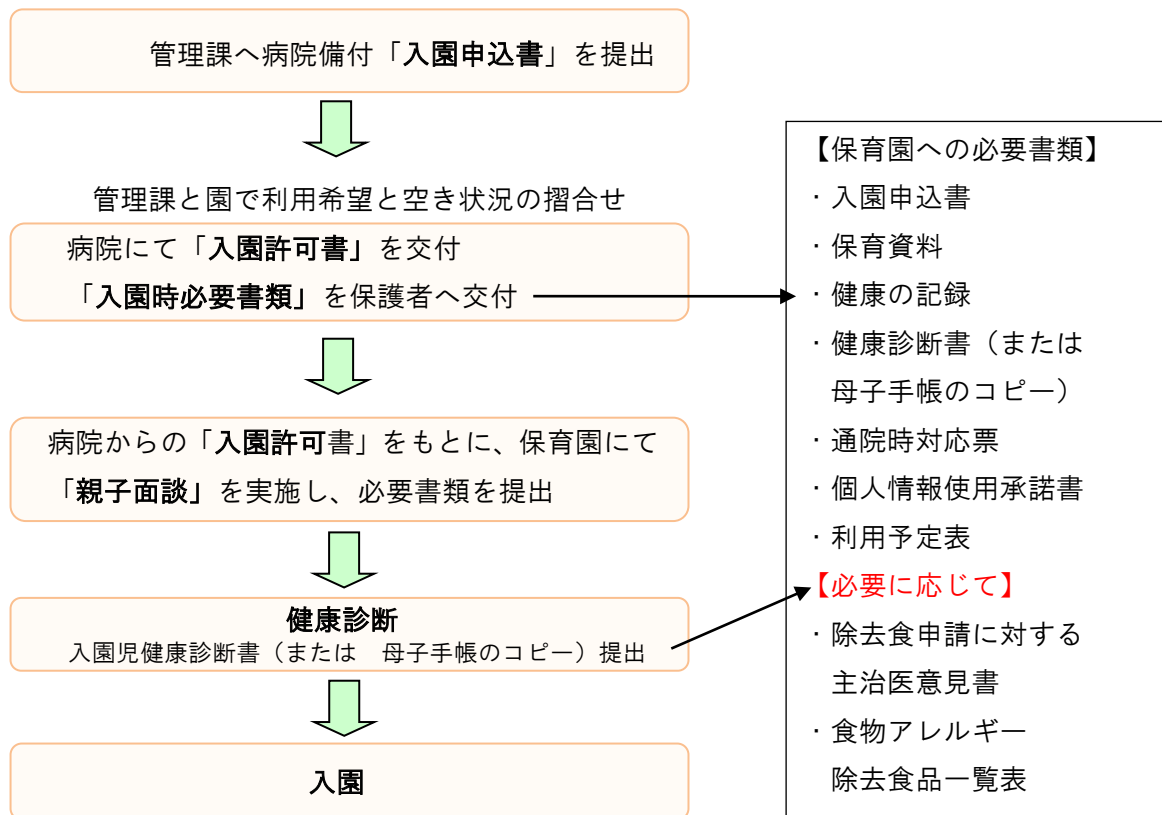 管理課へ病院備付「入園申込書」を提出
管理課と園で利用希望と空き状況の摺合せ
病院にて「入園許可書」を交付
「入園時必要書類」を保護者へ交付
病院からの「入園許可書」をもとに、保育園にて
「親子面談」を実施し、必要書類を提出
健康診断
入園児健康診断書（または　母子手帳のコピー）提出
入園
【保育園への必要書類】
・入園申込書
・保育資料
・健康の記録
・健康診断書（または
母子手帳のコピー）
・通院時対応票
・個人情報使用承諾書
・利用予定表
【必要に応じて】
・除去食申請に対する
主治医意見書
・食物アレルギー
除去食品一覧表